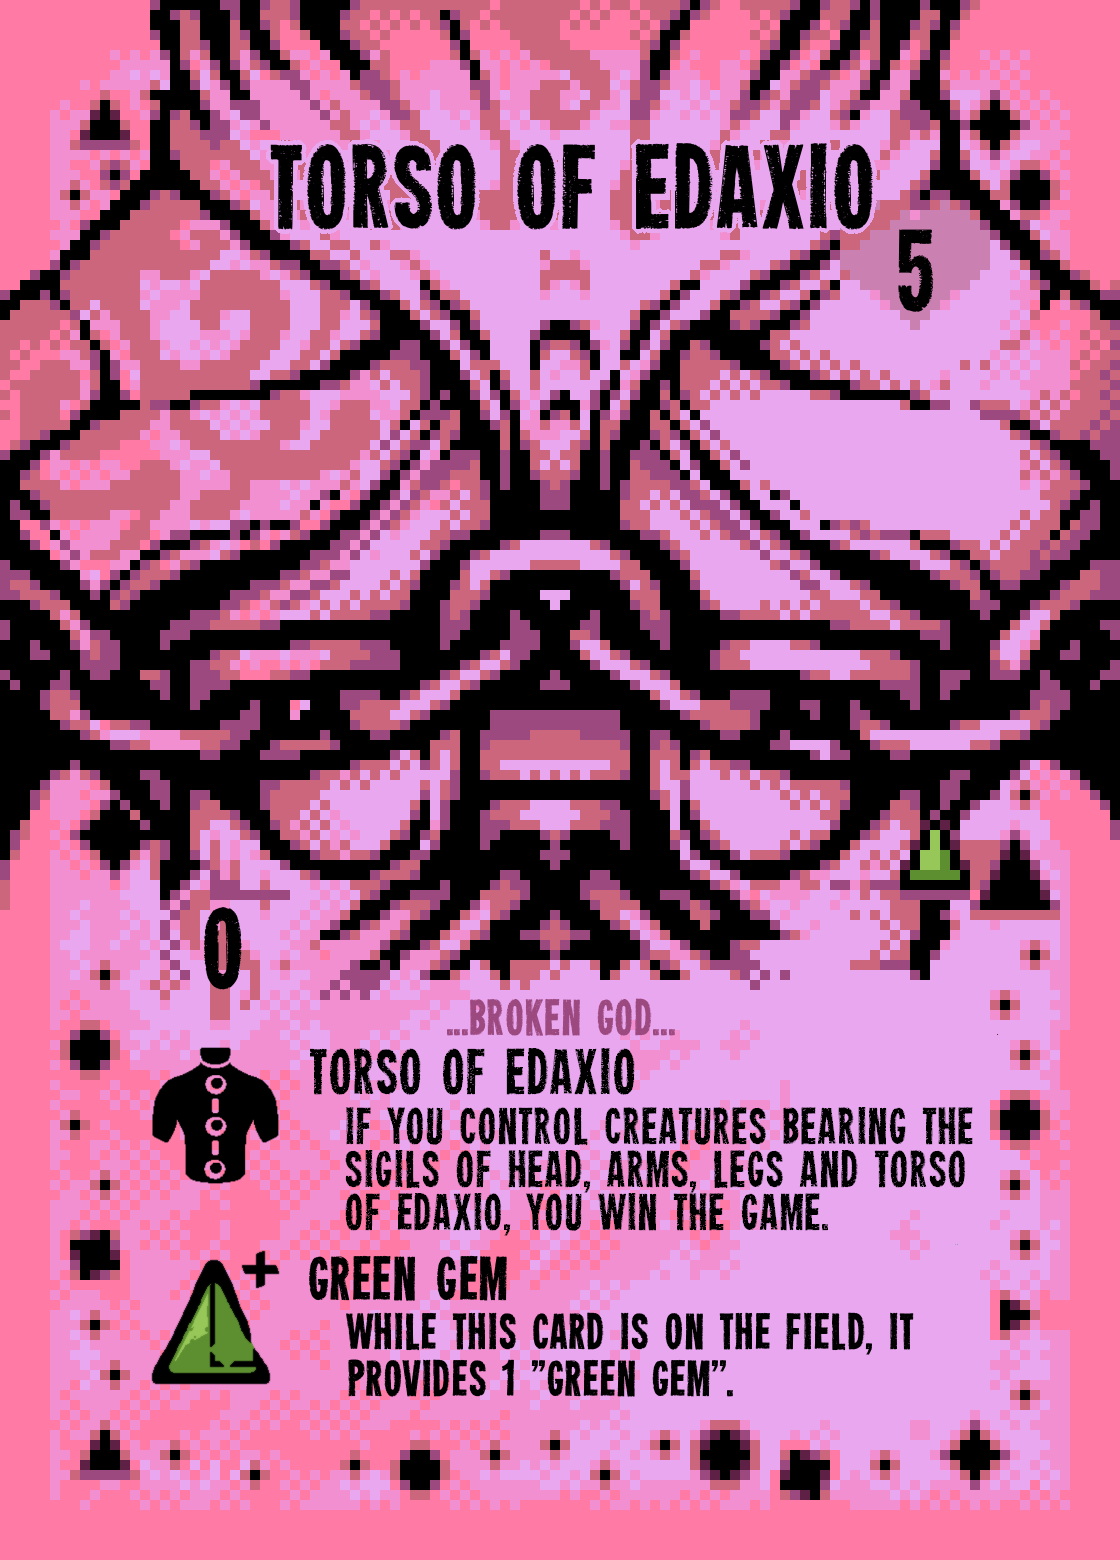 TORSO OF EDAXIO
5
0
...BROKEN GOD...
TORSO OF EDAXIO
IF YOU CONTROL CREATURES BEARING THE
SIGILS OF HEAD, ARMS, LEGS AND TORSO
OF EDAXIO, YOU WIN THE GAME.
GREEN GEM
WHILE THIS CARD IS ON THE FIELD, IT
PROVIDES 1 "GREEN GEM".